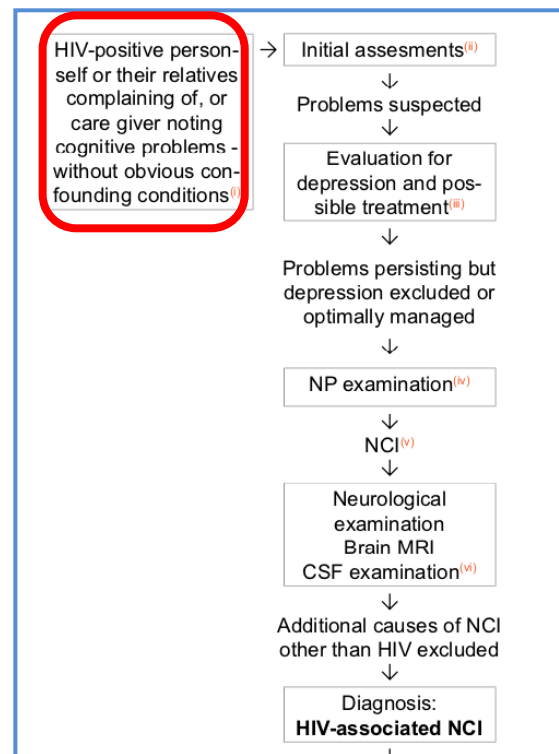 HIV-positive person-
self or their relatives
complaining of, or
care giver noting
cognitive problems -
without obvious con-
founding conditions(i)
→ Initial assesments(ii)
↓
Problems suspected
↓
Evaluation for
depression and pos-
sible treatment(iii)
↓
Problems persisting but
depression excluded or
optimally managed
↓
NP examination(iv)
↓
NCI(v)
↓
Neurological
examination
Brain MRI
CSF examination(vi)
↓
Additional causes of NCI
other than HIV excluded
↓
Diagnosis:
HIV-associated NCI